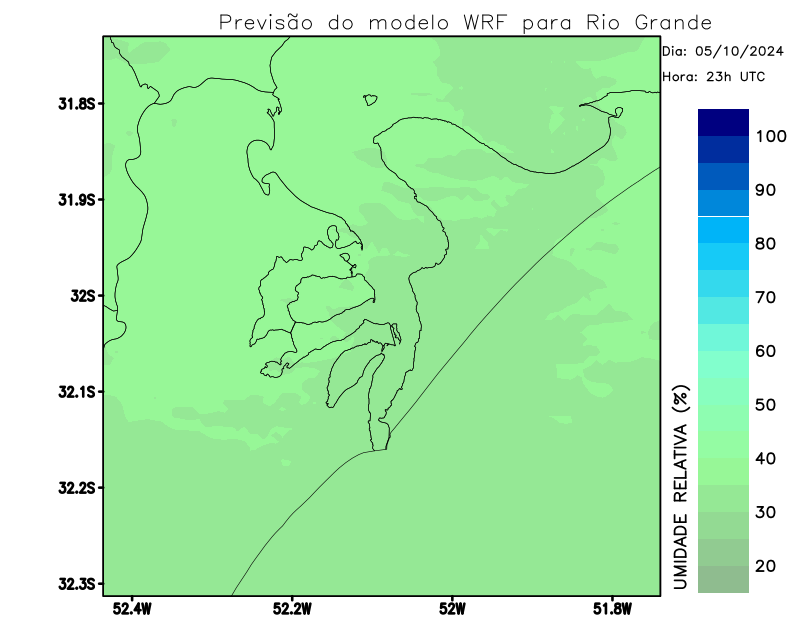 Previsão do modelo WRF para Rio Grande
Dia: 05/10/2024
Hora: 23h UTC
31.8S
31.9S
32S
32.1S
32.2S
32.3S
52.4W 52.2W 52W 51.8W
100
90
80
70
60
50
40
30
20
UMIDADE RELATIVA (%)